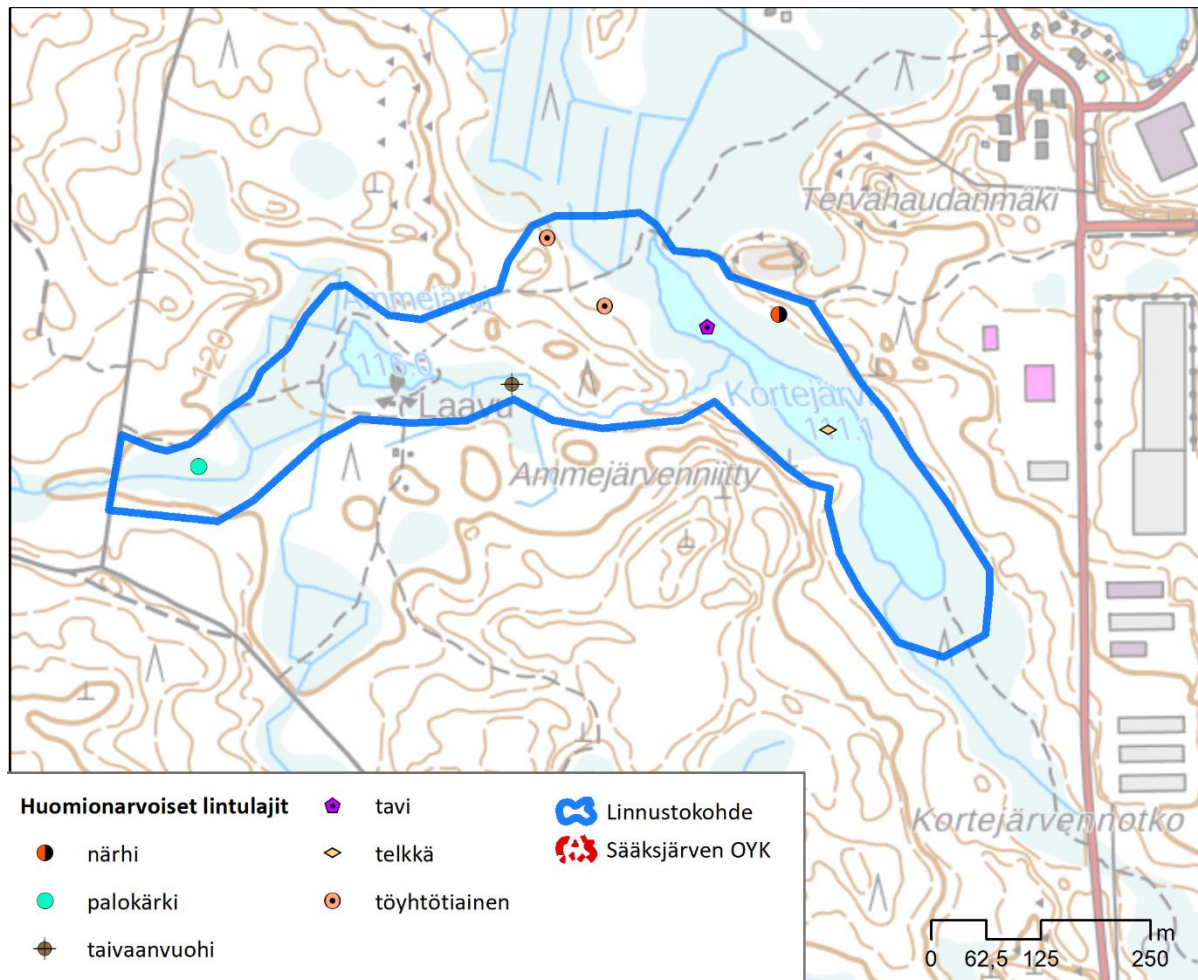 Tervahaudanmäki
Ammejärvi
120
116.0
Laavu
Kortejärvi
111.1
Ammejärvenniitty
Kortejärvennotko
Huomionarvoiset lintulajit
närhi
palokärki
taivaanvuohi
tavi
telkkä
töyhtötiainen
Linnustokohde
Sääksjärven OYK
m
0 62,5 125 250